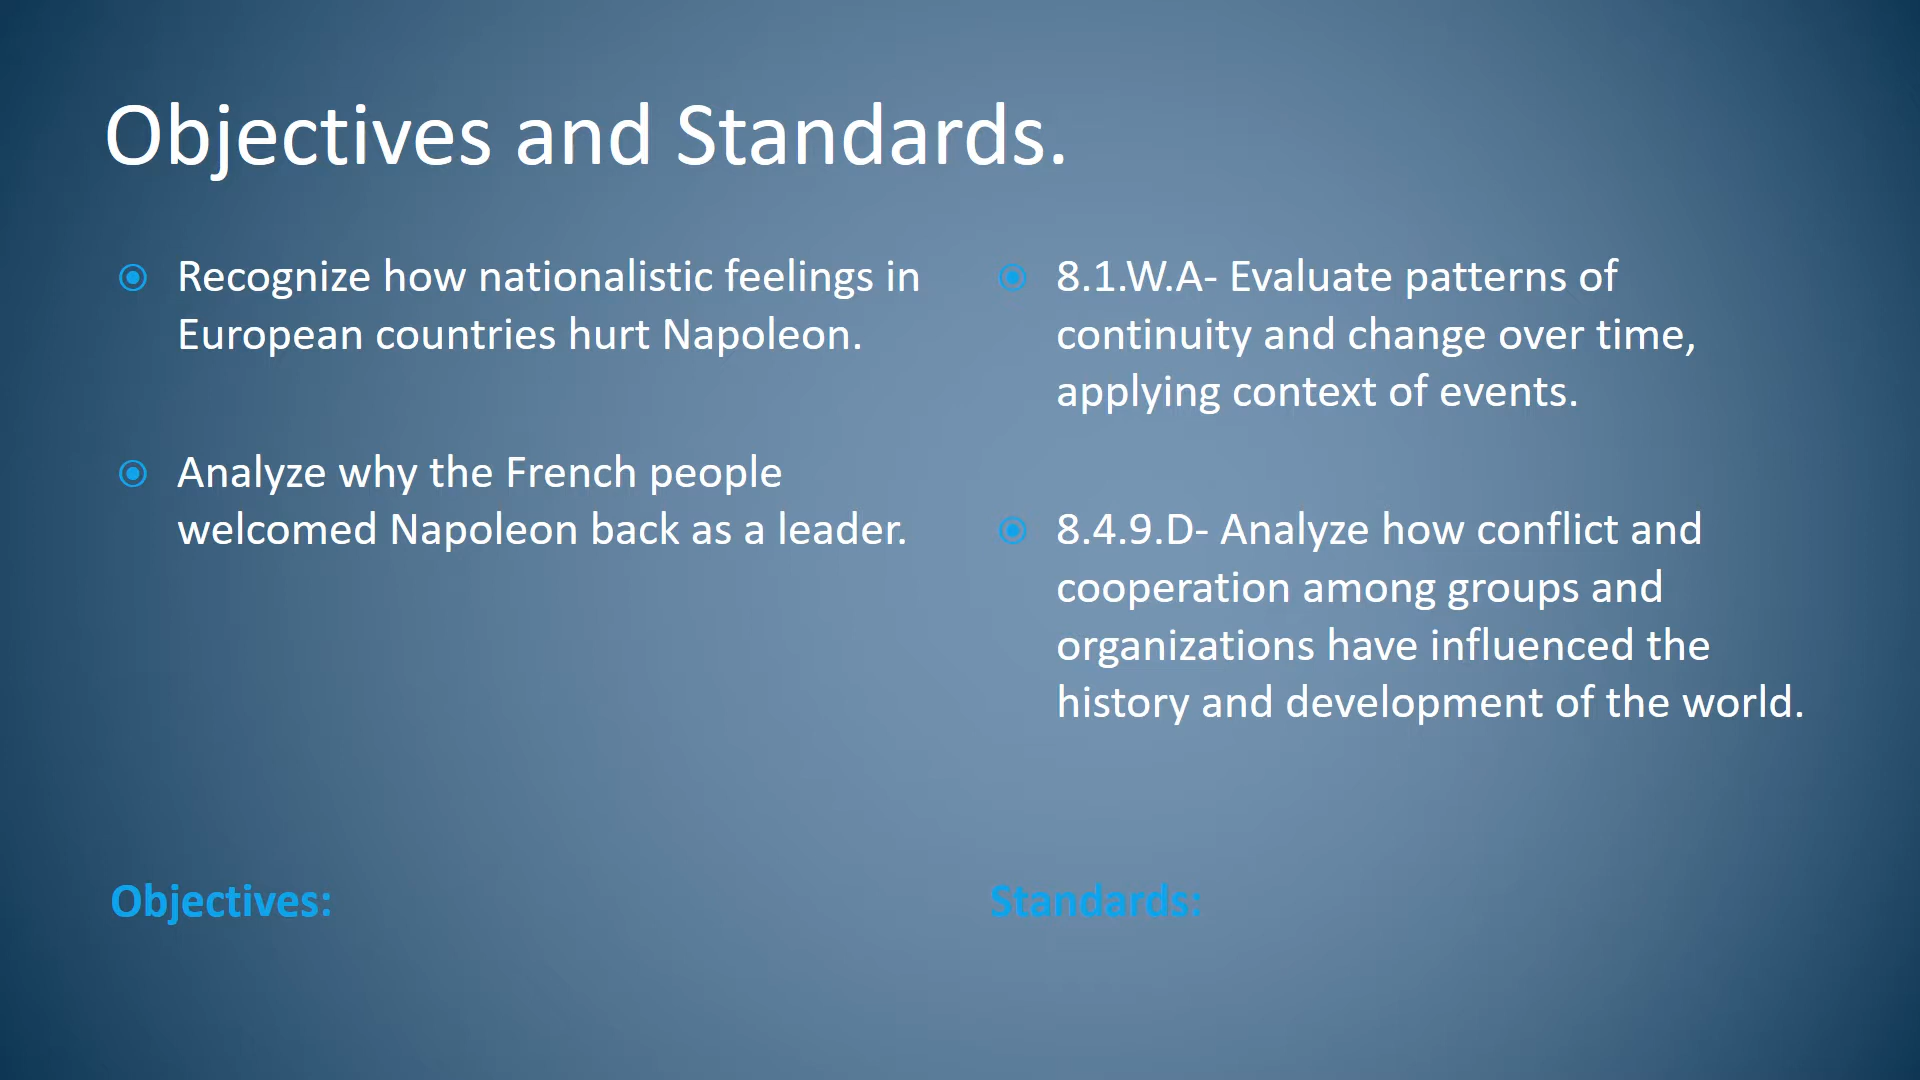 Objectives and Standards.
Recognize how nationalistic feelings in
European countries hurt Napoleon.
Analyze why the French people
welcomed Napoleon back as a leader.
Objectives:
8.1.W.A- Evaluate patterns of
continuity and change over time,
applying context of events.
8.4.9.D- Analyze how conflict and
cooperation among groups and
organizations have influenced the
history and development of the world.
Standards: